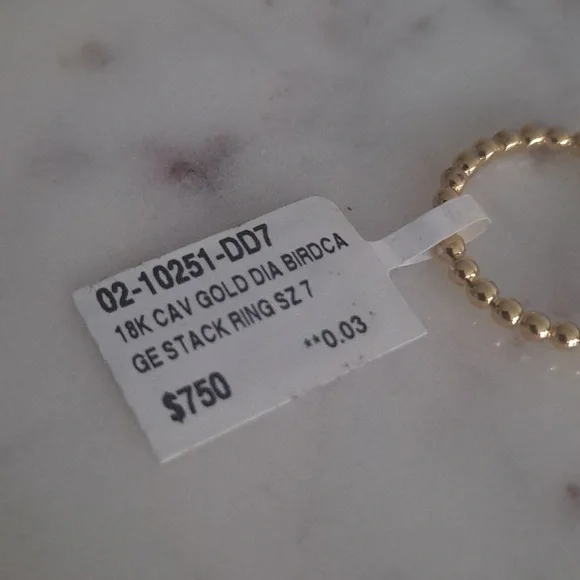 02-10251-DD7
18K CAV GOLD DIA BIRDCA
GE STACK RING SZ 7
**0.03
$750